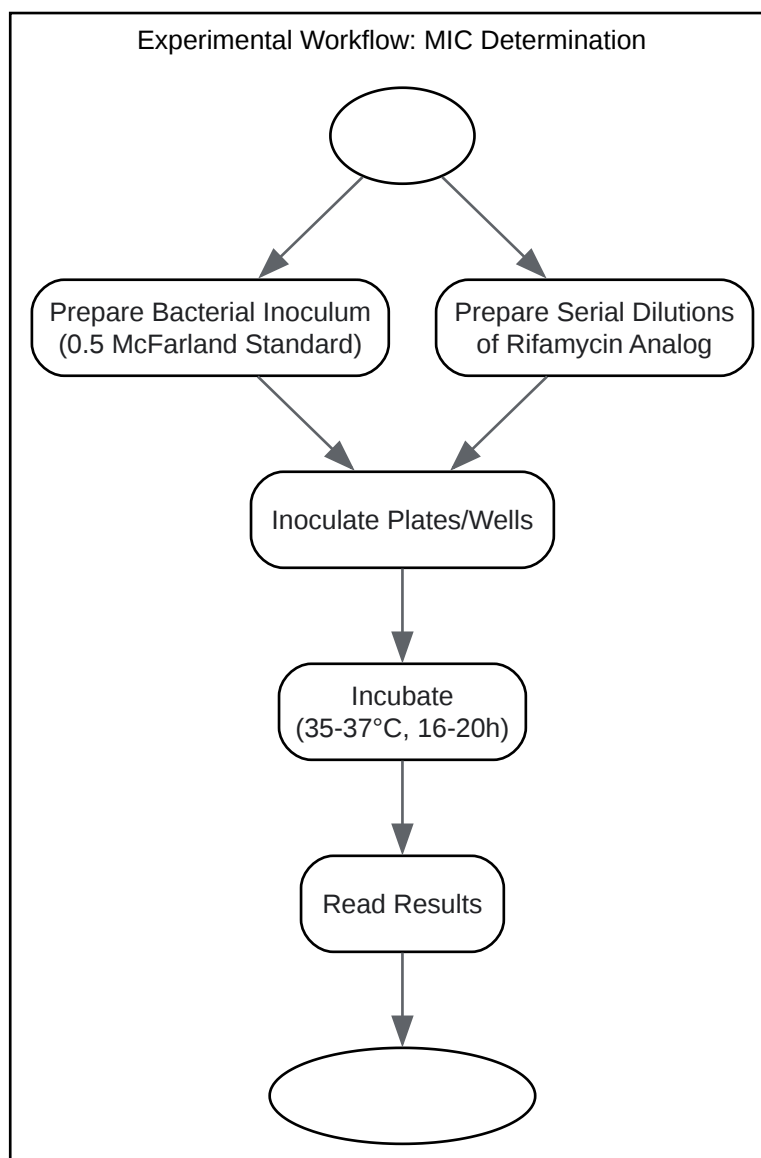 Experimental Workflow: MIC Determination
Prepare Bacterial Inoculum
(0.5 McFarland Standard)
Prepare Serial Dilutions
of Rifamycin Analog
Inoculate Plates/Wells
Incubate
(35-37°C, 16-20h)
Read Results